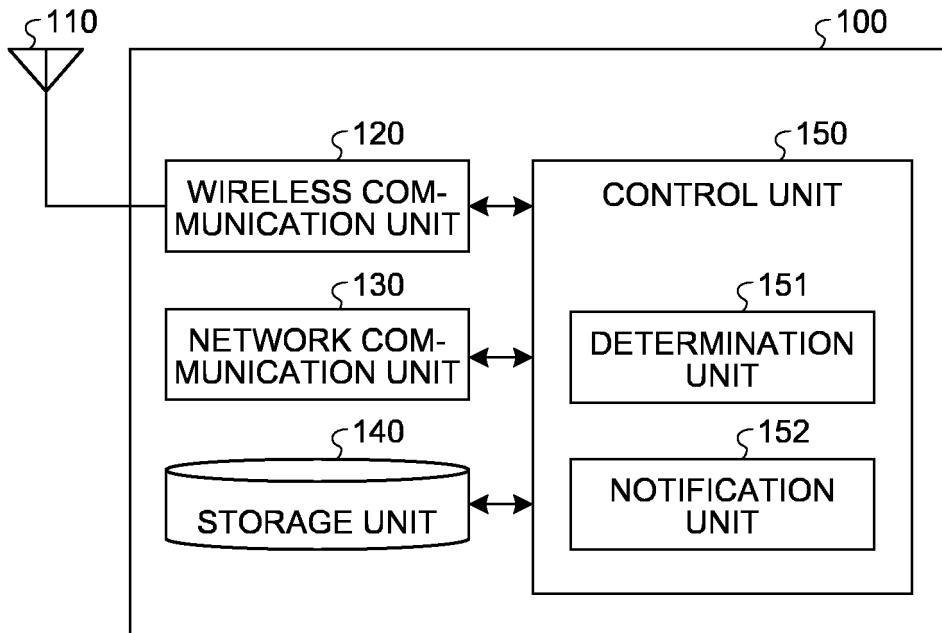 110
100
120
WIRELESS COM-
MUNICATION UNIT
150
CONTROL UNIT
130
NETWORK COM-
MUNICATION UNIT
151
DETERMINATION
UNIT
140
STORAGE UNIT
152
NOTIFICATION
UNIT